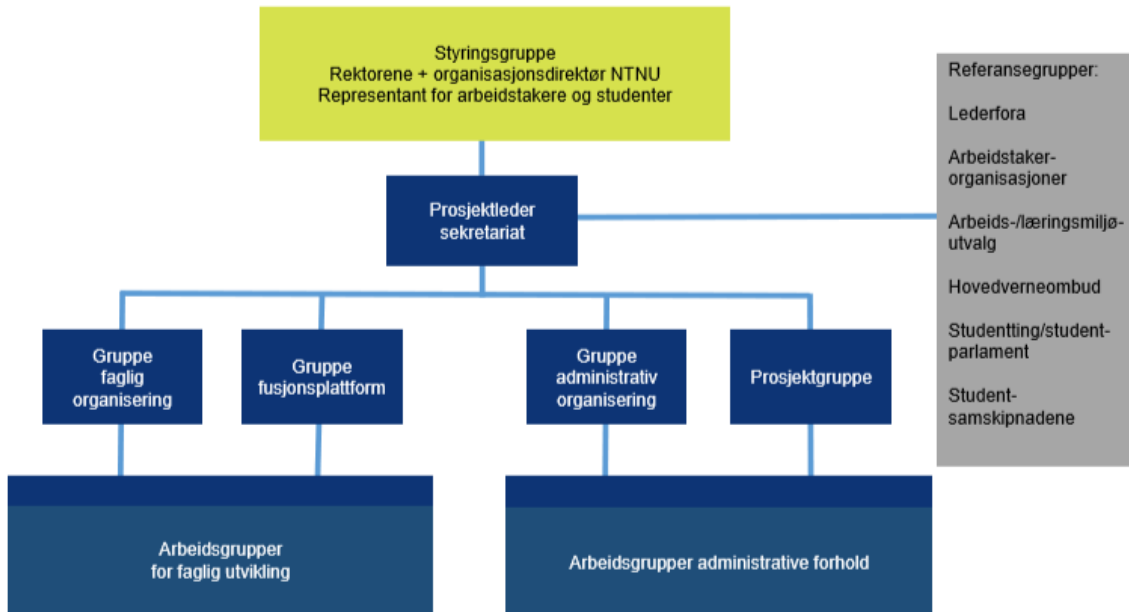 Styringsgruppe
Rektorene + organisasjonsdirektør NTNU
Representant for arbeidstakere og studenter
Prosjektleder
sekretariat
Gruppe
faglig
organisering
Gruppe
fusjonsplattform
Gruppe
administrativ
organisering
Prosjektgruppe
Arbeidsgrupper
for faglig utvikling
Arbeidsgrupper administrative forhold
Referansegrupper:
Lederfora
Arbeidstaker-
organisasjoner
Arbeids-/læringsmiljø-
utvalg
Hovedverneombud
Studentting/student-
parlament
Student-
samskipnadene